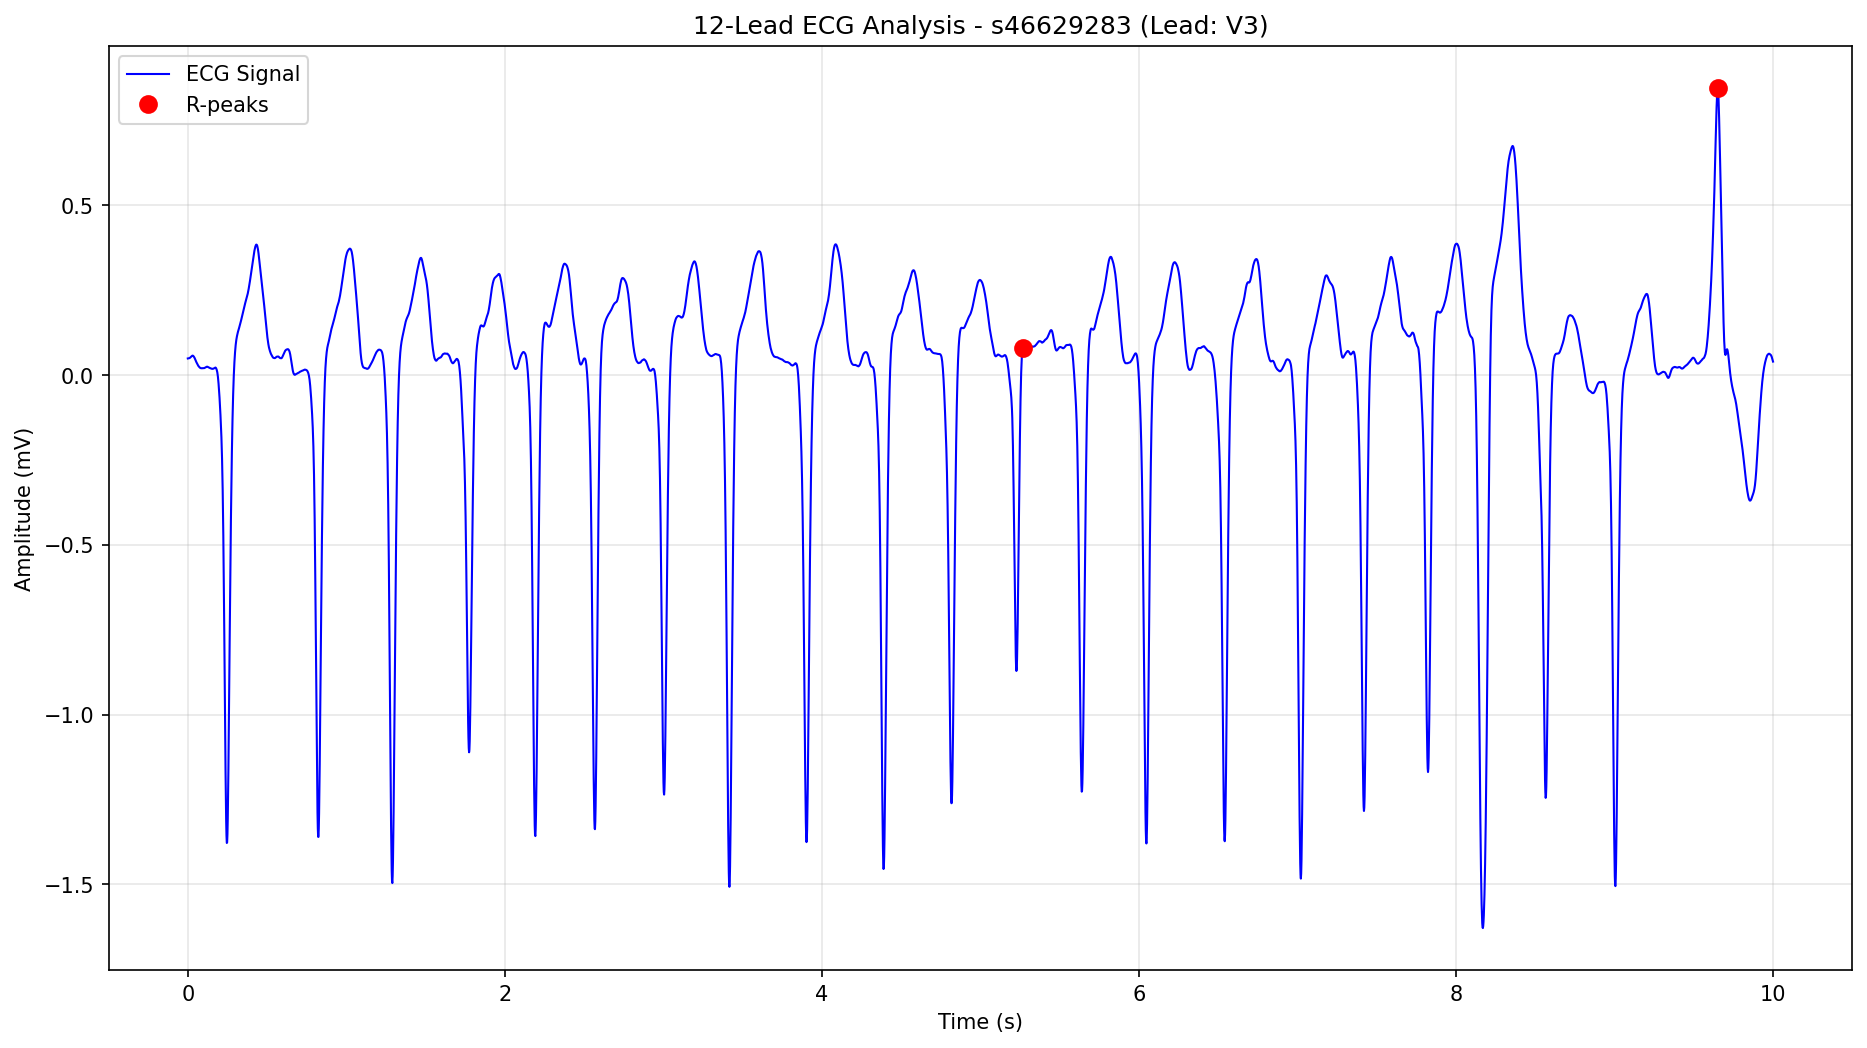 12-Lead ECG Analysis - s46629283 (Lead: V3)
ECG Signal
R-peaks
Amplitude (mV)
0.5
0.0
−0.5
−1.0
−1.5
0 2 4 6 8 10
Time (s)